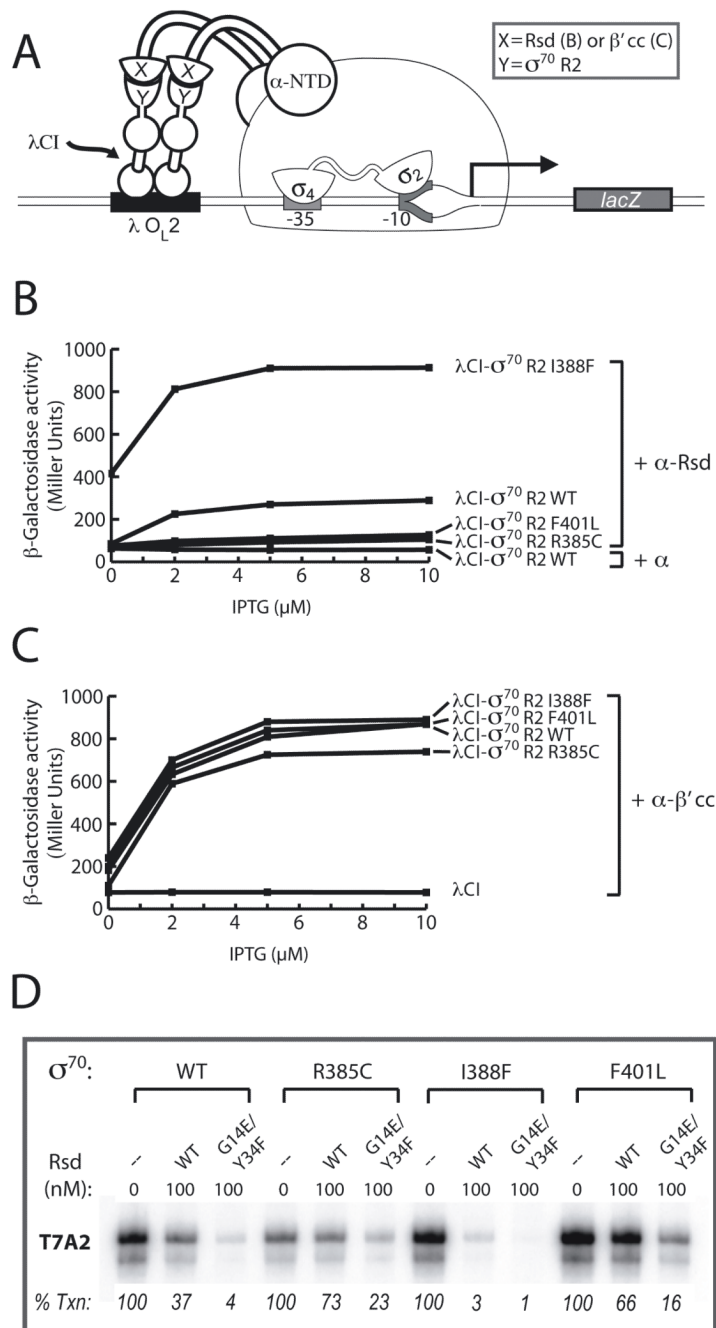 A
X=Rsd (B) or β'cc (C)
Y=σ⁷⁰ R2
X
X
Y
Y
α-NTD
λCI
σ₄
σ₂
-35
-10
λ O_L2
lacZ
B
β-Galactosidase activity
(Miller Units)
1000
800
600
400
200
0
0
2
4
6
8
10
IPTG (μM)
λCI-σ⁷⁰ R2 I388F
λCI-σ⁷⁰ R2 WT
λCI-σ⁷⁰ R2 F401L
λCI-σ⁷⁰ R2 R385C
λCI-σ⁷⁰ R2 WT
+ α-Rsd
+ α
C
β-Galactosidase activity
(Miller Units)
1000
800
600
400
200
0
0
2
4
6
8
10
IPTG (μM)
λCI-σ⁷⁰ R2 I388F
λCI-σ⁷⁰ R2 F401L
λCI-σ⁷⁰ R2 WT
λCI-σ⁷⁰ R2 R385C
λCI
+ α-β'cc
D
σ⁷⁰: WT R385C I388F F401L
Rsd -- WT G14E/Y34F -- WT G14E/Y34F -- WT G14E/Y34F -- WT G14E/Y34F
(nM): 0 100 100 0 100 100 0 100 100 0 100 100
T7A2
% Txn: 100 37 4 100 73 23 100 3 1 100 66 16